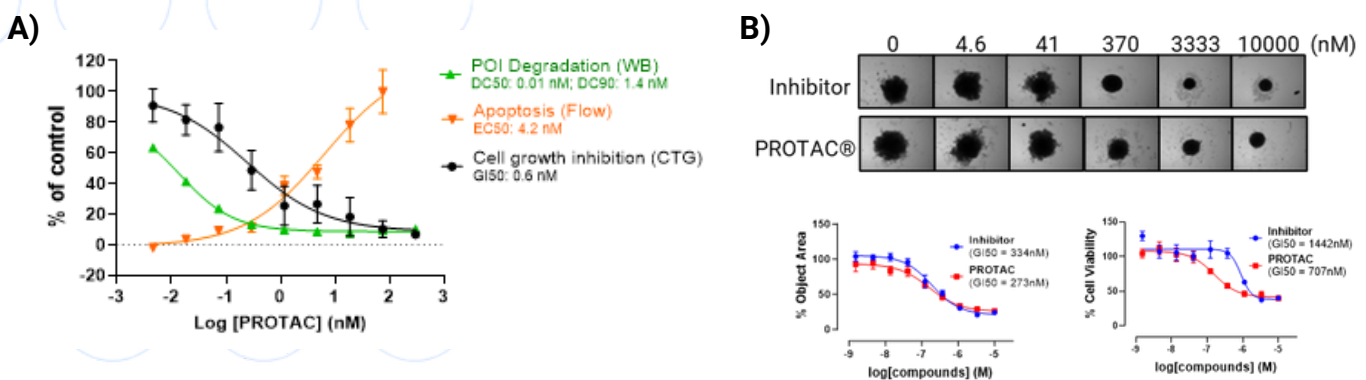 A)
120
100
80
60
40
20
0
-20
% of control
-3 -2 -1 0 1 2 3
Log [PROTAC] (nM)
POI Degradation (WB)
DC50: 0.01 nM; DC90: 1.4 nM
Apoptosis (Flow)
EC50: 4.2 nM
Cell growth inhibition (CTG)
GI50: 0.6 nM
B)
0 4.6 41 370 3333 10000 (nM)
Inhibitor
PROTAC®
150
100
50
0
% Object Area
-9 -8 -7 -6 -5
log[compounds] (M)
Inhibitor
(GI50 = 334nM)
PROTAC
(GI50 = 273nM)
150
100
50
0
% Cell Viability
-9 -8 -7 -6 -5
log[compounds] (M)
Inhibitor
(GI50 = 1442nM)
PROTAC
(GI50 = 707nM)